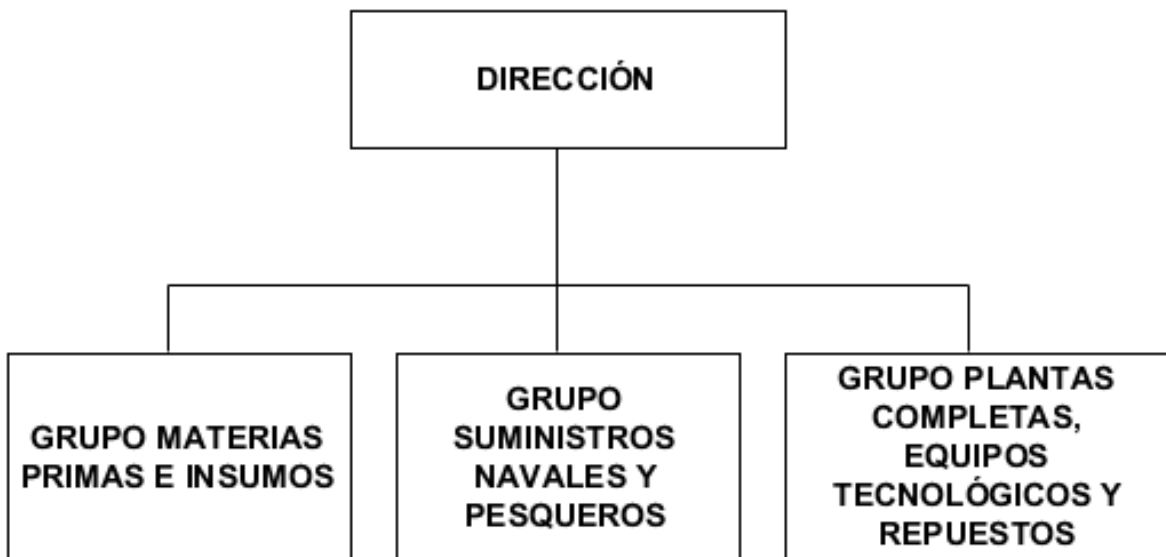 DIRECCIÓN
GRUPO MATERIAS
PRIMAS E INSUMOS
GRUPO
SUMINISTROS
NAVALES Y
PESQUEROS
GRUPO PLANTAS
COMPLETAS,
EQUIPOS
TECNOLÓGICOS Y
REPUESTOS